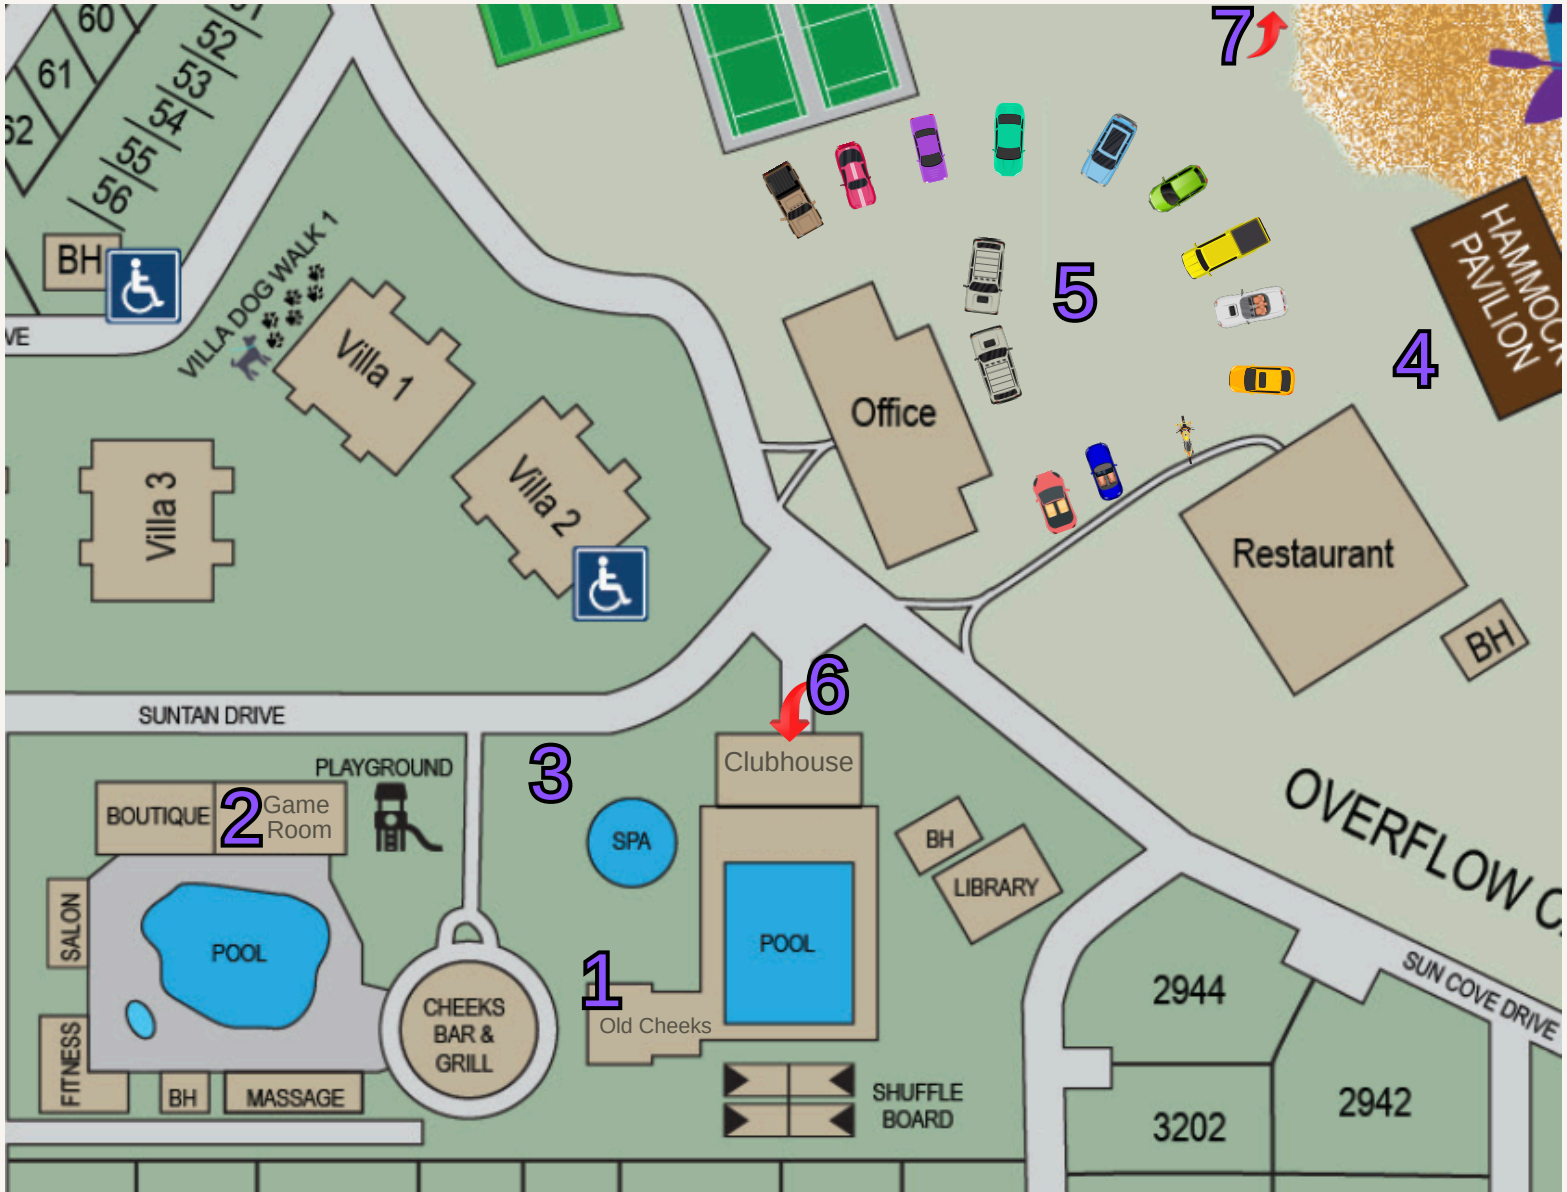 60
61
62
52
53
54
55
56
BH
VE
VILLA DOG WALK 1
Villa 1
Villa 2
Villa 3
7
HAMMOCK
PAVILION
5
4
Office
Restaurant
BH
6
SUNTAN DRIVE
3
Clubhouse
PLAYGROUND
BOUTIQUE
2
Game
Room
SPA
BH
LIBRARY
OVERFLOW
SALON
POOL
POOL
1
Old Cheeks
CHEEKS
BAR &
GRILL
FITNESS
BH
MASSAGE
SHUFFLE
BOARD
2944
SUN COVE DRIVE
3202
2942